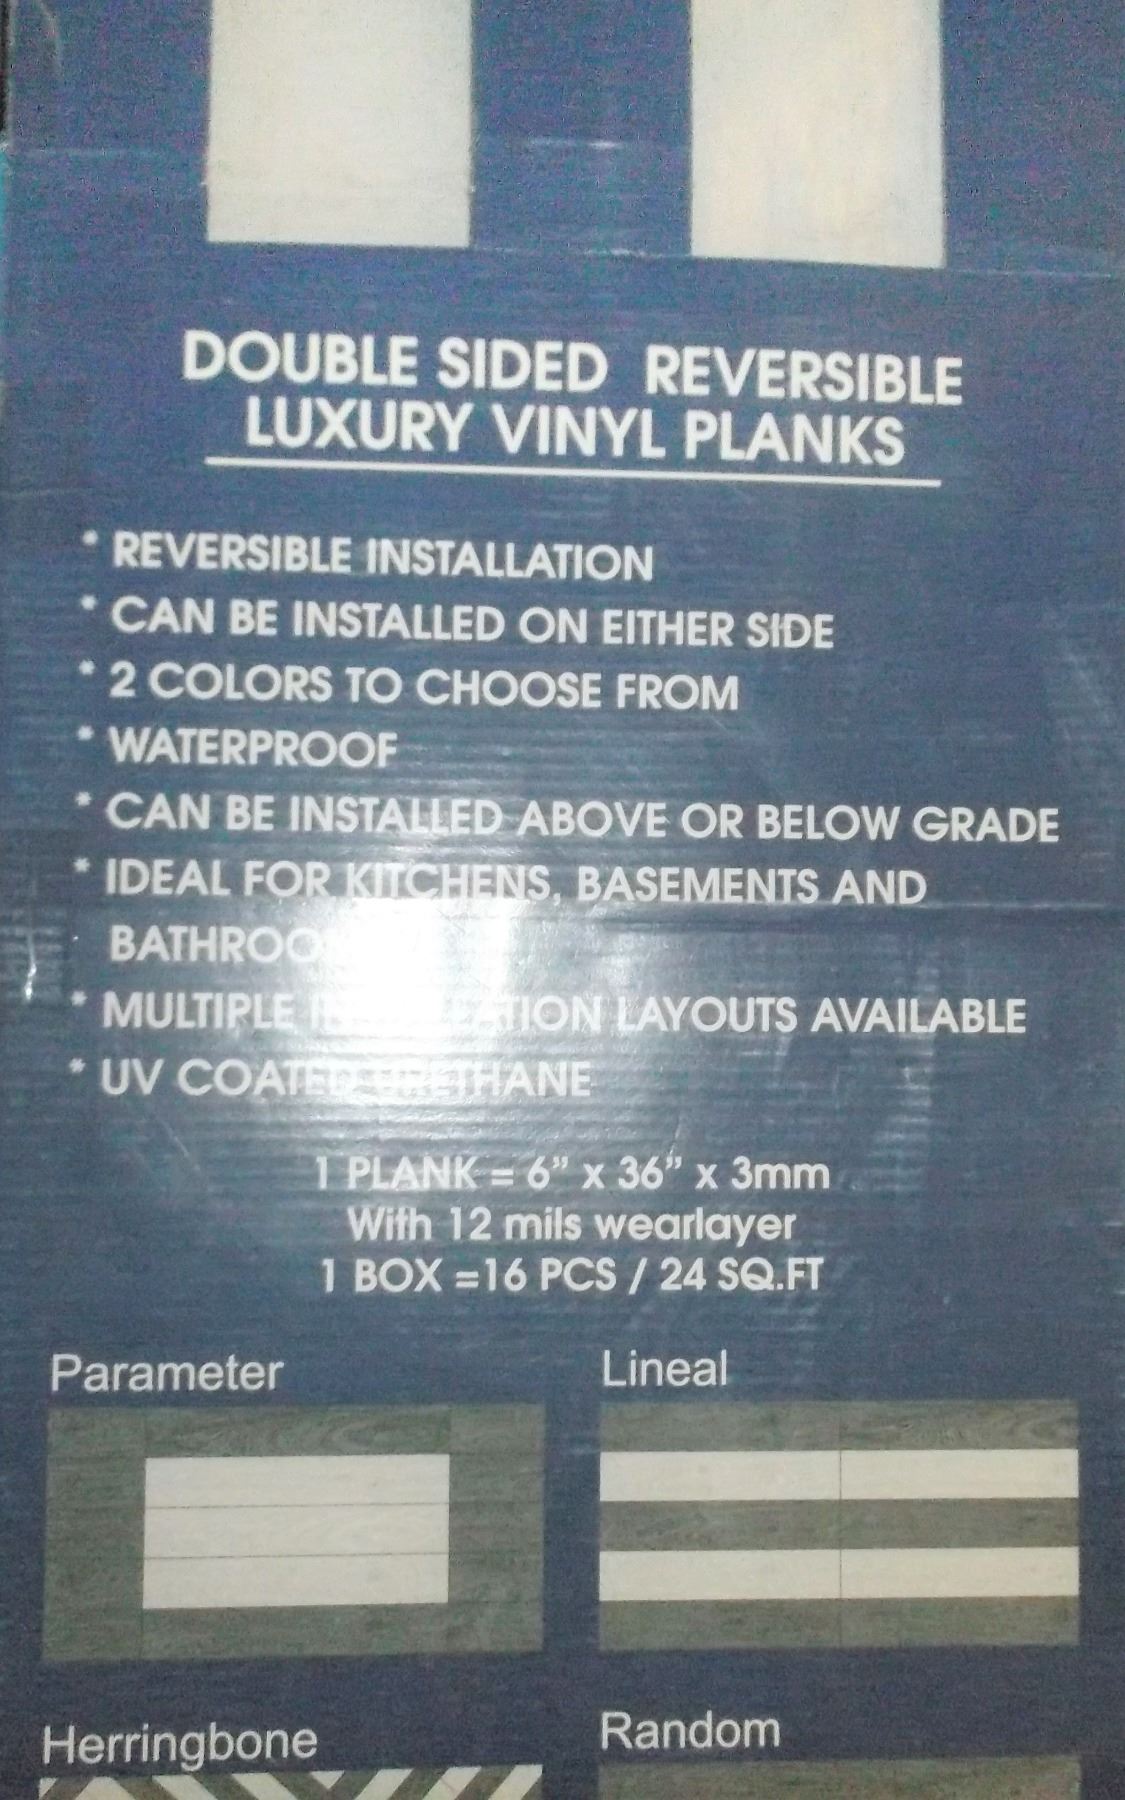 DOUBLE SIDED REVERSIBLE
LUXURY VINYL PLANKS
* REVERSIBLE INSTALLATION
* CAN BE INSTALLED ON EITHER SIDE
* 2 COLORS TO CHOOSE FROM
* WATERPROOF
* CAN BE INSTALLED ABOVE OR BELOW GRADE
* IDEAL FOR KITCHENS, BASEMENTS AND
* MULTIPLE LAYOUTS AVAILABLE
* UV COATED URETHANE
1 PLANK = 6" x 36" x 3mm
With 12 mils wearlayer
1 BOX =16 PCS / 24 SQ.FT
Parameter
Lineal
Herringbone
Random